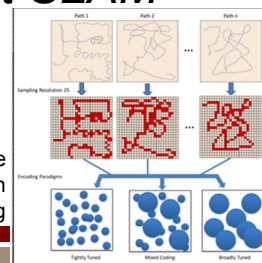 Path 1 Path 2 Path n
...
Sampling Resolution 25
...
Encoding Paradigms
Tightly Tuned Mixed Coding Broadly Tuned